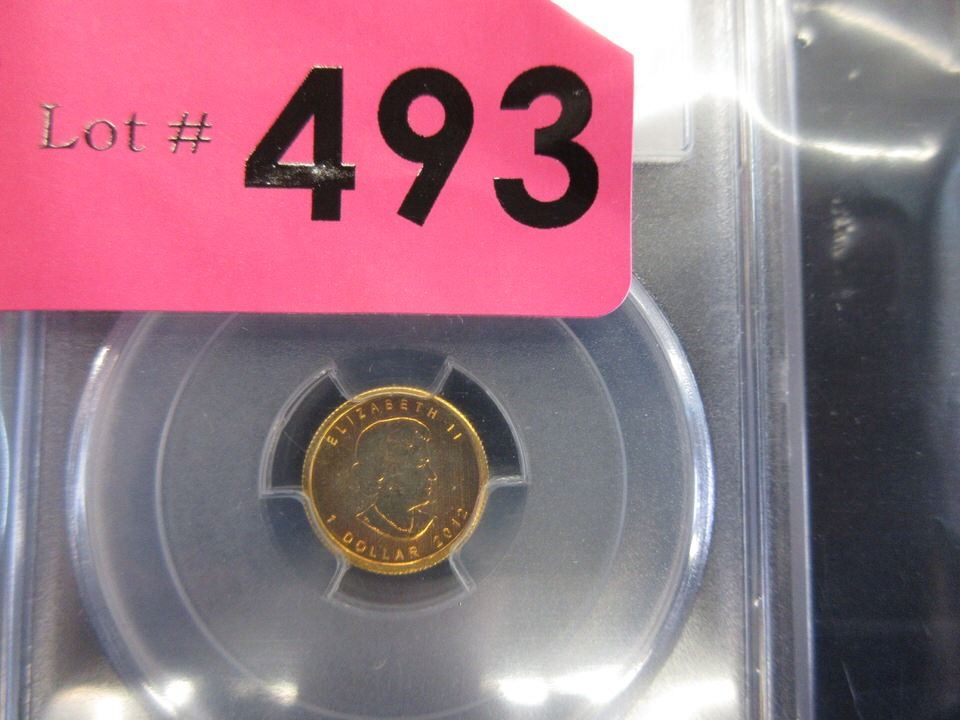 Lot # 493
ELIZABETH II
1 DOLLAR 2012